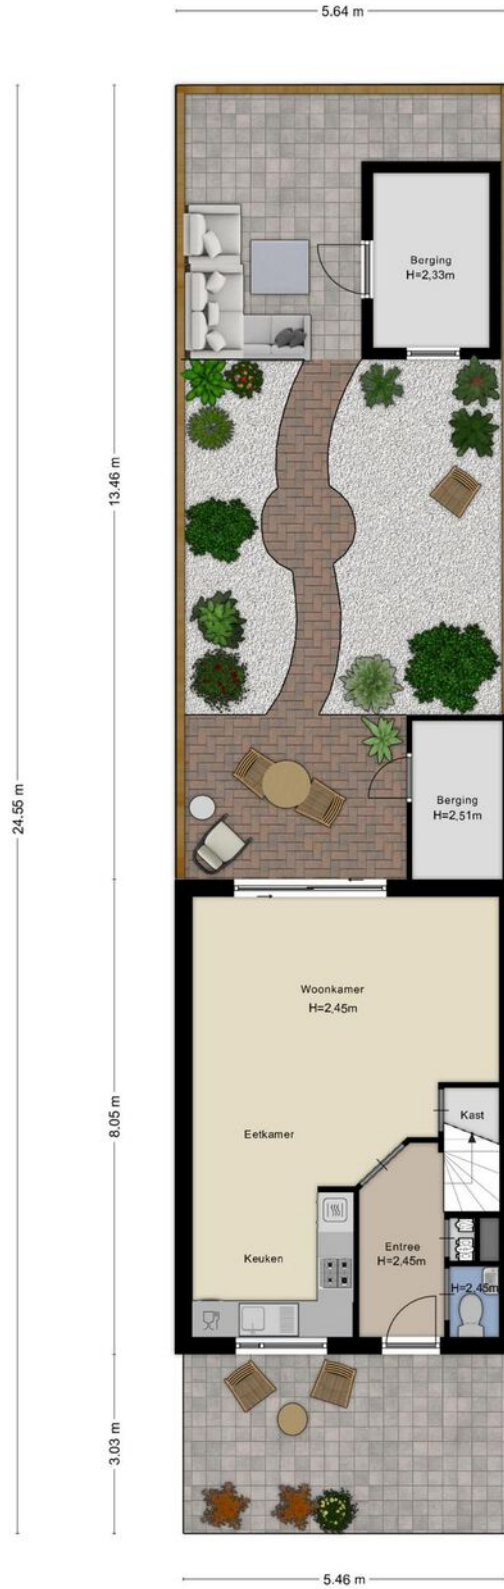 5.64 m
Berging
H=2,33m
13.46 m
24.55 m
Berging
H=2,51m
Woonkamer
H=2,45m
8.05 m
Kast
Eetkamer
Entree
H=2,45m
Keuken
H=2,45m
3.03 m
5.46 m